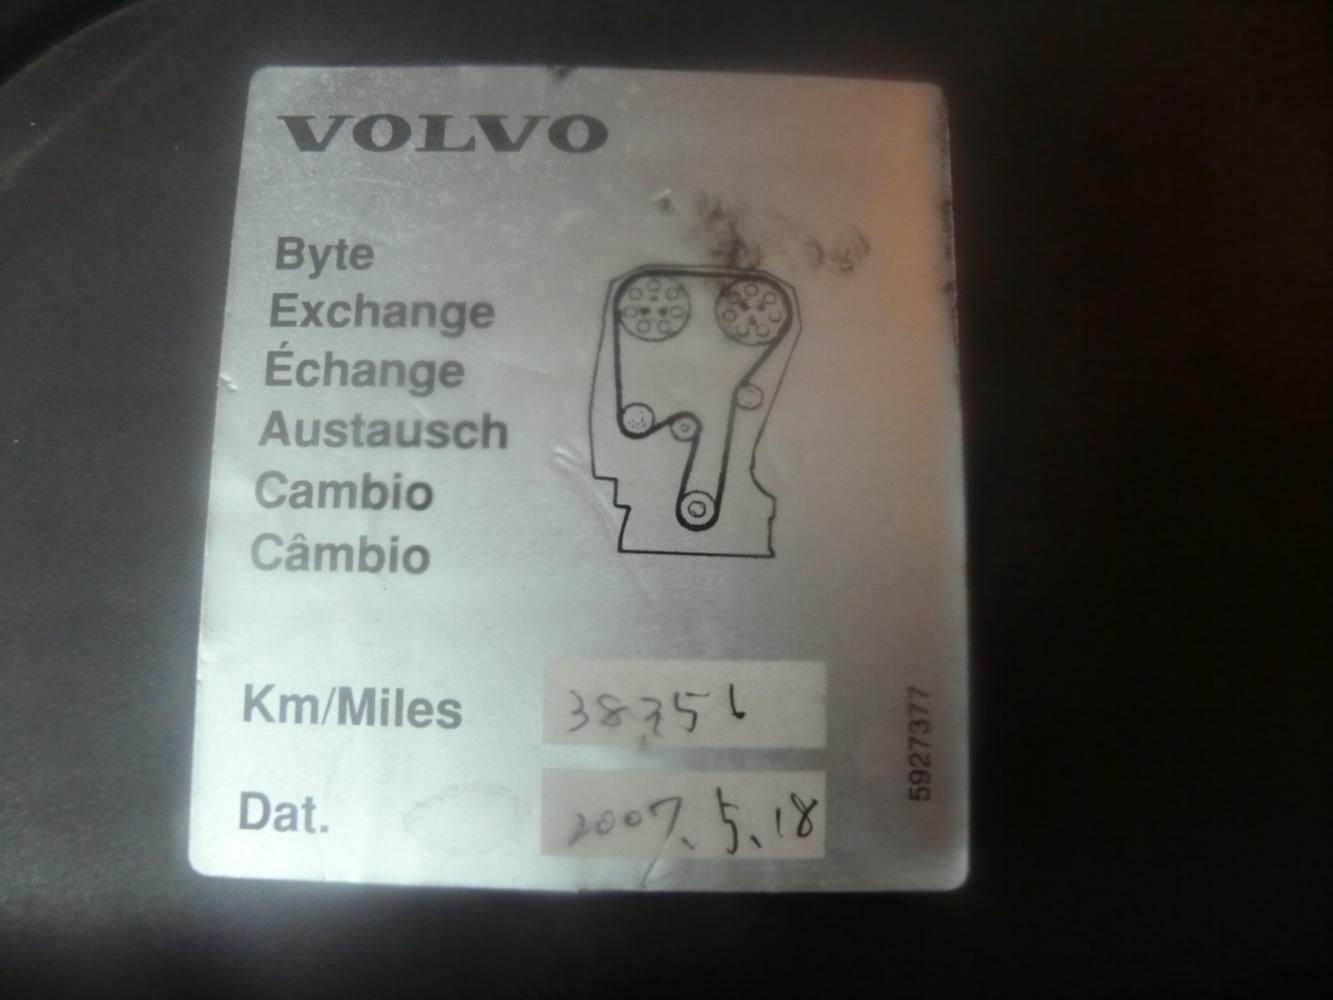 VOLVO
Byte
Exchange
Échange
Austausch
Cambio
Câmbio
Km/Miles
Dat. 2007.5.18
5927377